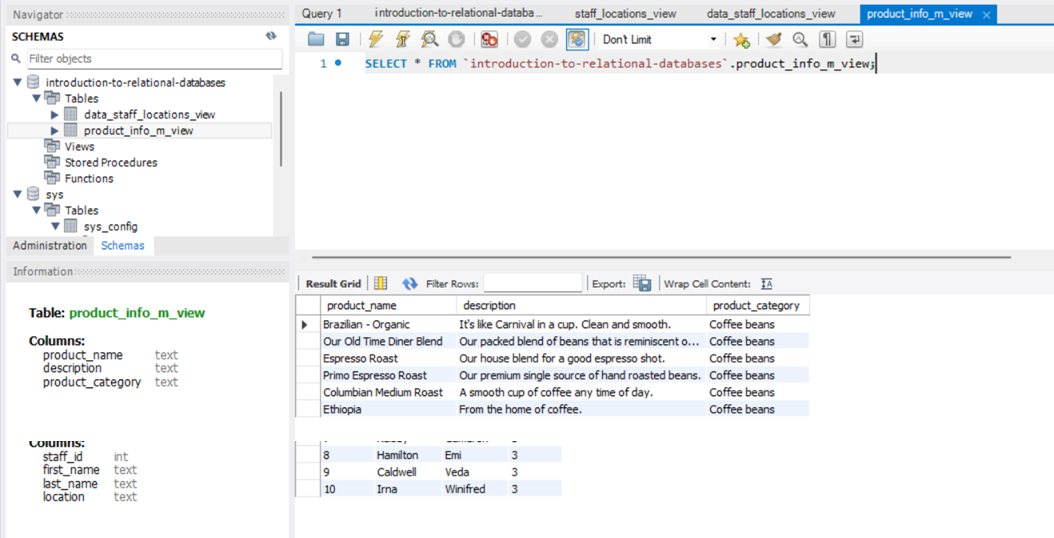 Navigator
SCHEMAS
Filter objects
introduction-to-relational-databases
Tables
data_staff_locations_view
product_info_m_view
Views
Stored Procedures
Functions
sys
Tables
sys_config
Administration Schemas
Information
Table: product_info_m_view
Columns:
product_name text
description text
product_category text
Columns:
staff_id int
first_name text
last_name text
location text
Query 1 introduction-to-relational-databa... staff_locations_view data_staff_locations_view product_info_m_view
Don't Limit
1 SELECT * FROM `introduction-to-relational-databases`.product_info_m_view;
Result Grid Filter Rows: Export: Wrap Cell Content:
product_name description product_category
Brazilian - Organic It's like Carnival in a cup. Clean and smooth. Coffee beans
Our Old Time Diner Blend Our packed blend of beans that is reminiscent o... Coffee beans
Espresso Roast Our house blend for a good espresso shot. Coffee beans
Primo Espresso Roast Our premium single source of hand roasted beans. Coffee beans
Columbian Medium Roast A smooth cup of coffee any time of day. Coffee beans
Ethiopia From the home of coffee. Coffee beans
8 Hamilton Emi 3
9 Caldwell Veda 3
10 Irna Winifred 3